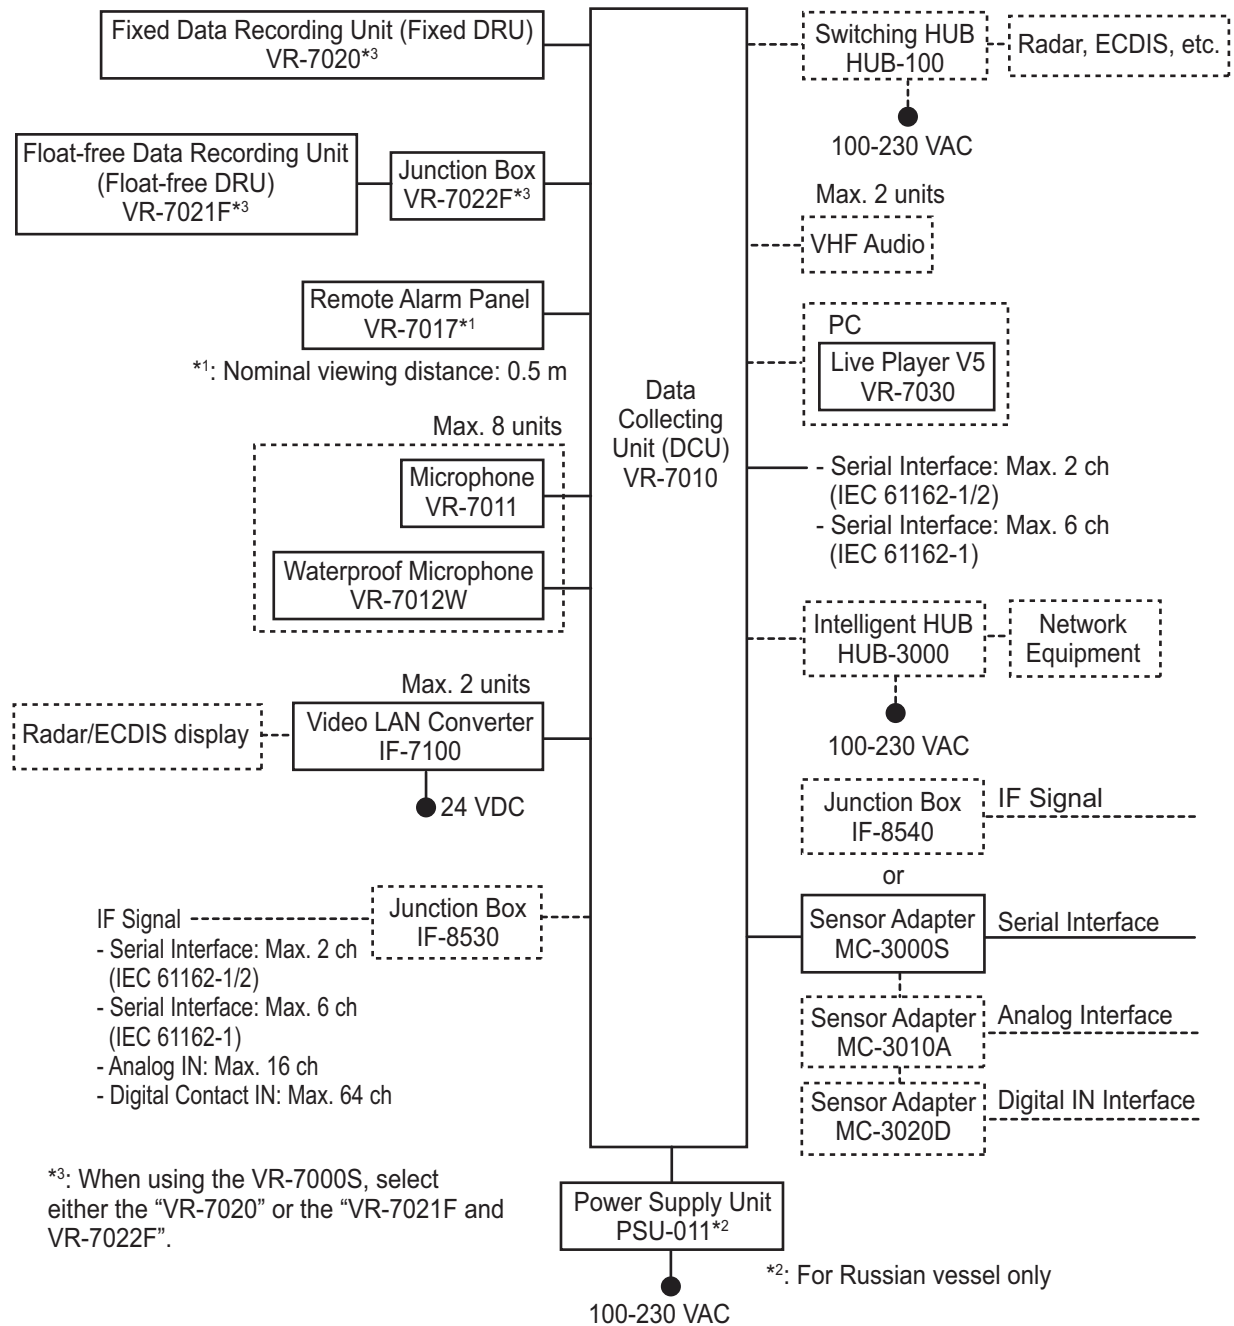 Fixed Data Recording Unit (Fixed DRU)
VR-7020*3
Float-free Data Recording Unit
(Float-free DRU)
VR-7021F*3
Junction Box
VR-7022F*3
Remote Alarm Panel
VR-7017*1
*1: Nominal viewing distance: 0.5 m
Max. 8 units
Microphone
VR-7011
Waterproof Microphone
VR-7012W
Max. 2 units
Radar/ECDIS display
Video LAN Converter
IF-7100
24 VDC
IF Signal
- Serial Interface: Max. 2 ch
(IEC 61162-1/2)
- Serial Interface: Max. 6 ch
(IEC 61162-1)
- Analog IN: Max. 16 ch
- Digital Contact IN: Max. 64 ch
Junction Box
IF-8530
*3: When using the VR-7000S, select
either the “VR-7020” or the “VR-7021F and
VR-7022F”.
Data
Collecting
Unit (DCU)
VR-7010
Power Supply Unit
PSU-011*2
100-230 VAC
*2: For Russian vessel only
Switching HUB
HUB-100
Radar, ECDIS, etc.
100-230 VAC
Max. 2 units
VHF Audio
PC
Live Player V5
VR-7030
- Serial Interface: Max. 2 ch
(IEC 61162-1/2)
- Serial Interface: Max. 6 ch
(IEC 61162-1)
Intelligent HUB
HUB-3000
Network
Equipment
100-230 VAC
Junction Box
IF-8540
IF Signal
or
Sensor Adapter
MC-3000S
Serial Interface
Sensor Adapter
MC-3010A
Analog Interface
Sensor Adapter
MC-3020D
Digital IN Interface